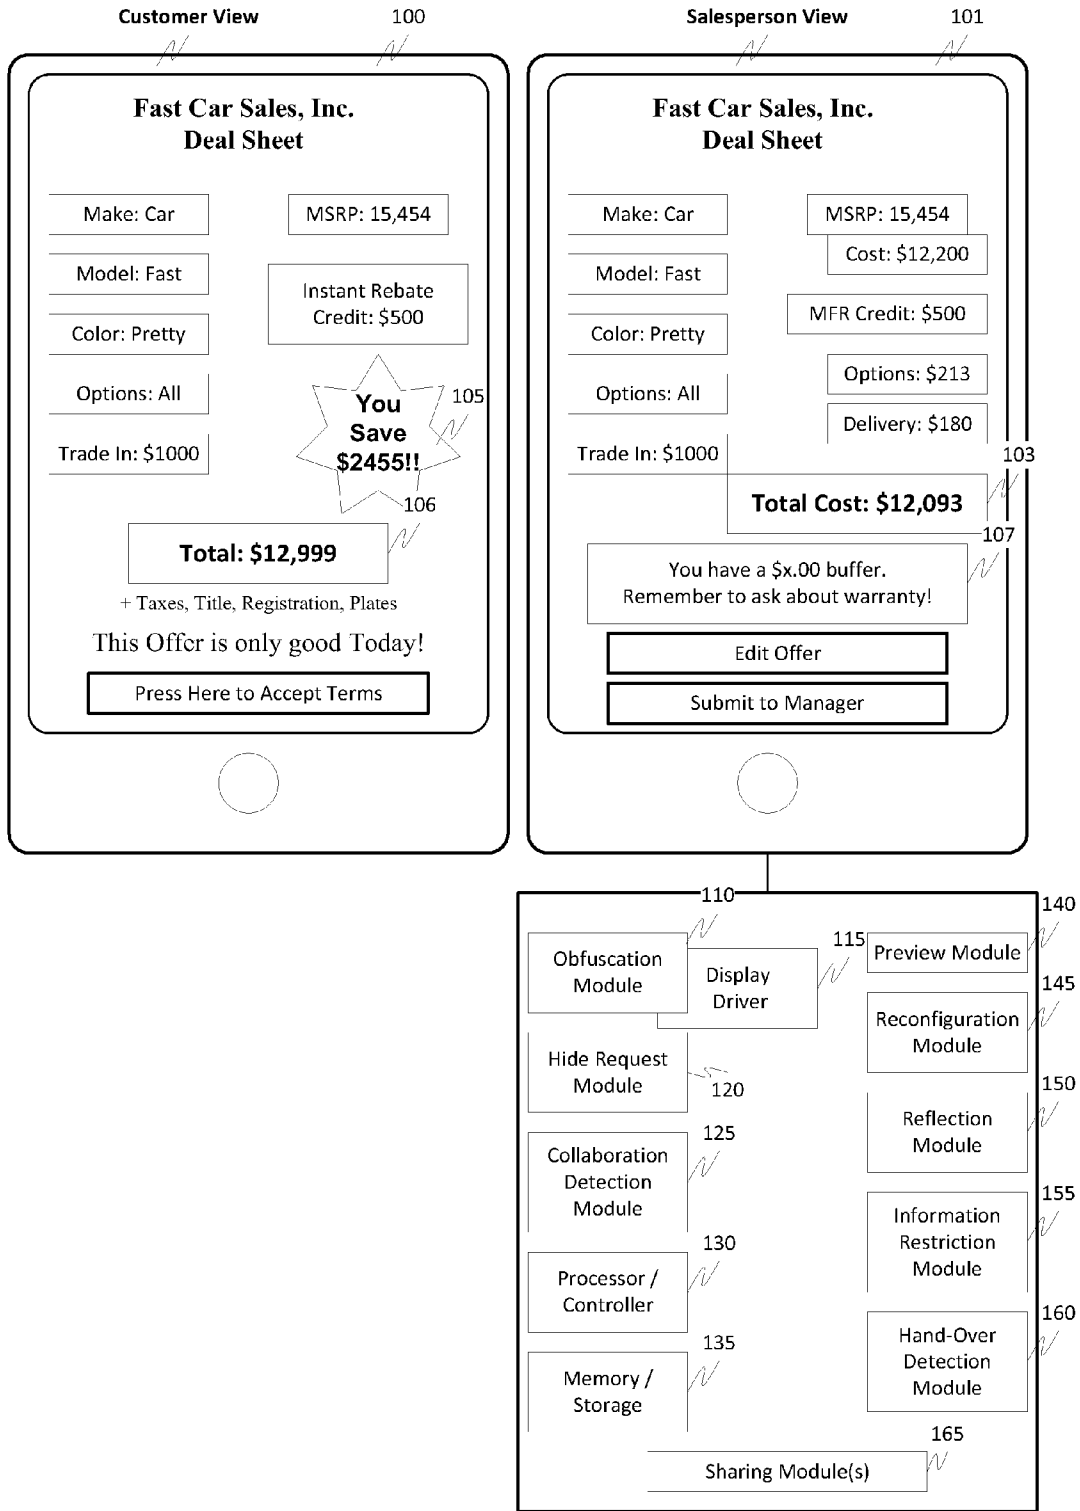 Customer View
100
Fast Car Sales, Inc.
Deal Sheet
Make: Car
MSRP: 15,454
Model: Fast
Instant Rebate
Credit: $500
Color: Pretty
Options: All
You
Save
$2455!!
105
Trade In: $1000
106
Total: $12,999
+ Taxes, Title, Registration, Plates
This Offer is only good Today!
Press Here to Accept Terms
Salesperson View
101
Fast Car Sales, Inc.
Deal Sheet
Make: Car
MSRP: 15,454
Cost: $12,200
Model: Fast
MFR Credit: $500
Color: Pretty
Options: $213
Options: All
Delivery: $180
Trade In: $1000
103
Total Cost: $12,093
107
You have a $x.00 buffer.
Remember to ask about warranty!
Edit Offer
Submit to Manager
110
Obfuscation
Module
115
Display
Driver
Hide Request
Module
120
125
Collaboration
Detection
Module
130
Processor /
Controller
135
Memory /
Storage
140
Preview Module
145
Reconfiguration
Module
150
Reflection
Module
155
Information
Restriction
Module
160
Hand-Over
Detection
Module
165
Sharing Module(s)